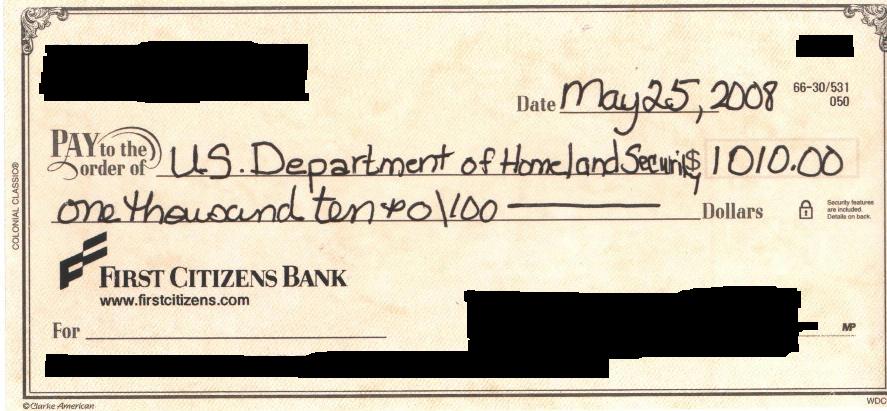 Date May 25, 2008 66-30/531
050
PAY to the order of U.S. Department of Homeland Security $ 1010.00
one thousand ten & 0\100 Dollars
Security features are included. Details on back.
FIRST CITIZENS BANK
www.firstcitizens.com
For
MP
COLONIAL CLASSIC®
©Clarke American
WDC